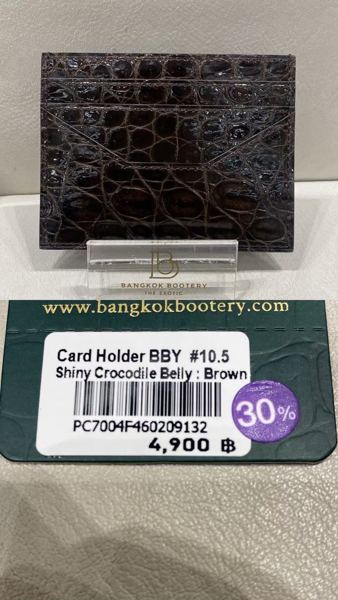 B
BANGKOK BOOTERY
THE EXOTIC
www.bangkokbootery.com
Card Holder BBY #10.5
Shiny Crocodile Belly : Brown
30%
PC7004F460209132
4,900 ฿